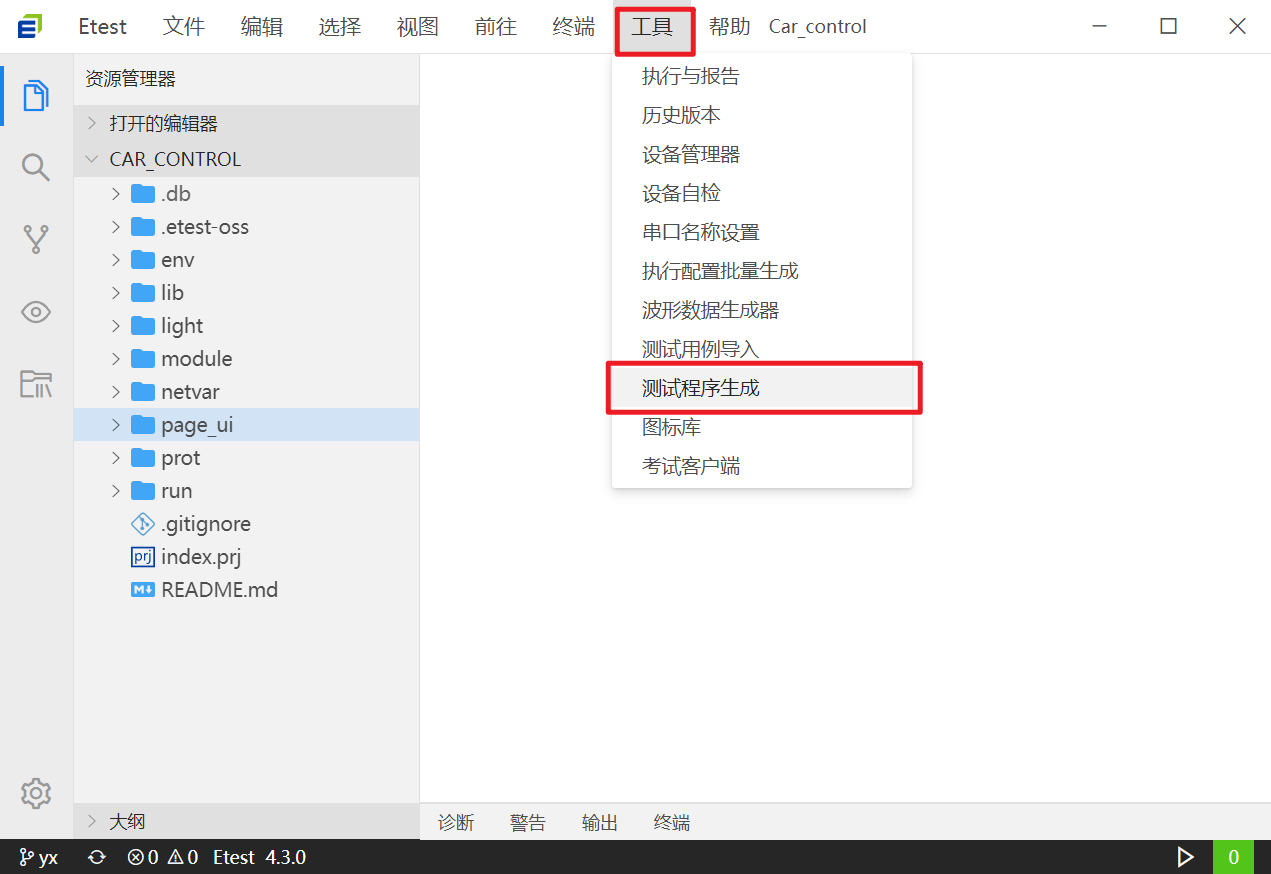 Etest 文件 编辑 选择 视图 前往 终端 工具 帮助 Car_control
资源管理器
打开的编辑器
CAR_CONTROL
.db
.etest-oss
env
lib
light
module
netvar
page_ui
prot
run
.gitignore
prj index.prj
M README.md
大纲
执行与报告
历史版本
设备管理器
设备自检
串口名称设置
执行配置批量生成
波形数据生成器
测试用例导入
测试程序生成
图标库
考试客户端
诊断 警告 输出 终端
yx 0 0 Etest 4.3.0 0